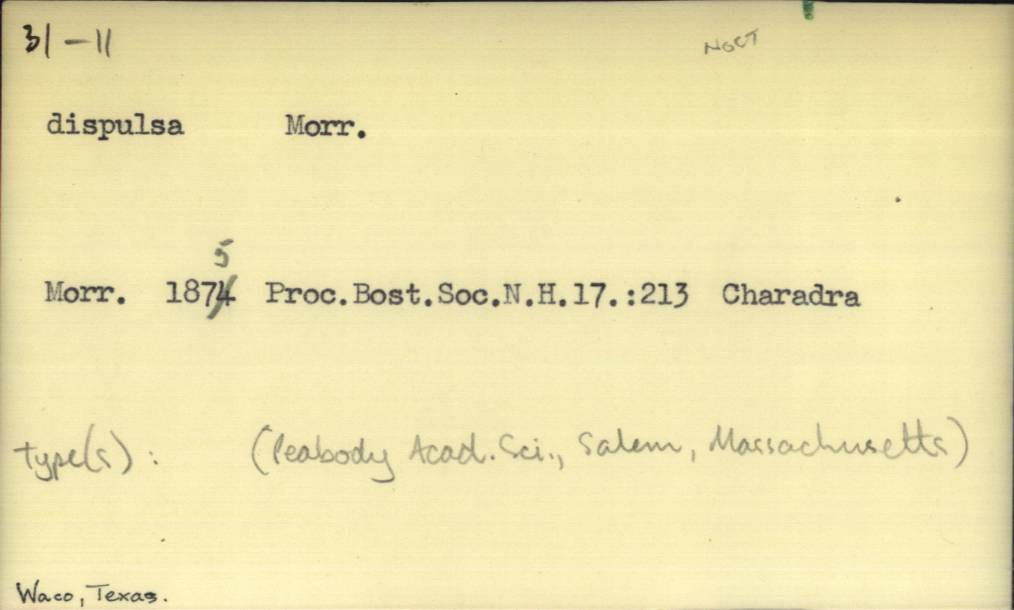 31-11 NOCT
dispulsa Morr.
5
Morr. 1874 Proc.Bost.Soc.N.H.17.:213 Charadra
type(s): (Peabody Acad.Sci., Salem, Massachusetts)
Waco, Texas.